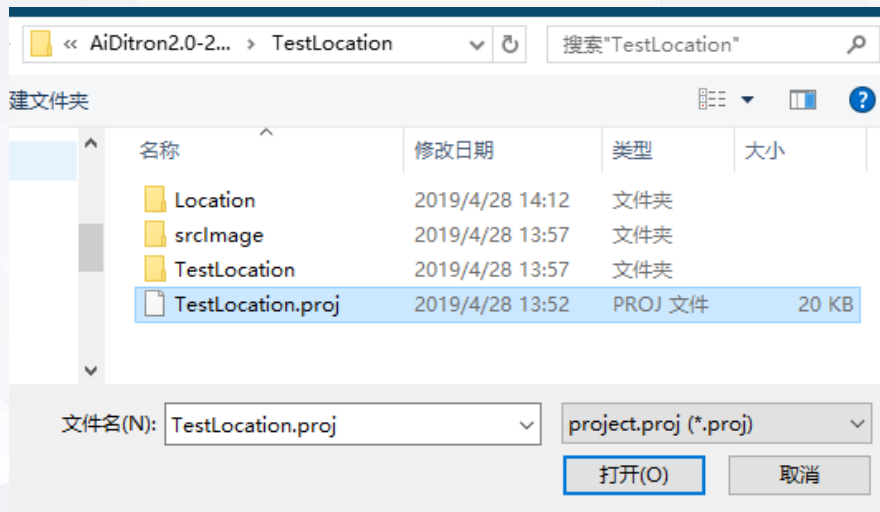 « AiDitron2.0-2... › TestLocation 搜索"TestLocation"
建文件夹
名称 修改日期 类型 大小
Location 2019/4/28 14:12 文件夹
srcImage 2019/4/28 13:57 文件夹
TestLocation 2019/4/28 13:57 文件夹
TestLocation.proj 2019/4/28 13:52 PROJ 文件 20 KB
文件名(N): TestLocation.proj project.proj (*.proj)
打开(O) 取消